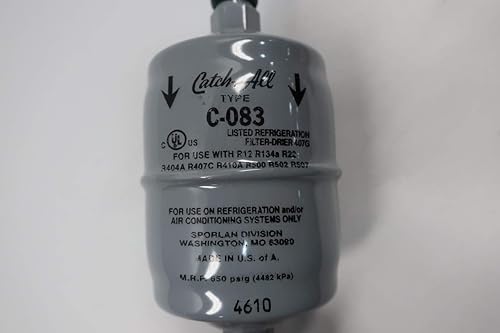 Catch-All
TYPE
C-083
LISTED REFRIGERATION
FILTER-DRIER 407G
C UL US
FOR USE WITH R12 R134a R22
R404A R407C R410A R500 R502 R507
FOR USE ON REFRIGERATION and/or
AIR CONDITIONING SYSTEMS ONLY
SPORLAN DIVISION
WASHINGTON, MO 63090
MADE IN U.S. of A.
M.R.P. 650 psig (4482 kPa)
4610